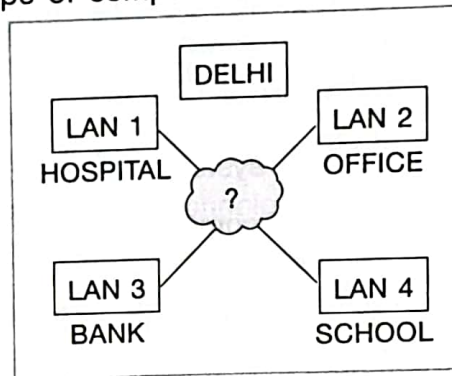 DELHI
LAN 1
LAN 2
HOSPITAL
OFFICE
?
LAN 3
LAN 4
BANK
SCHOOL